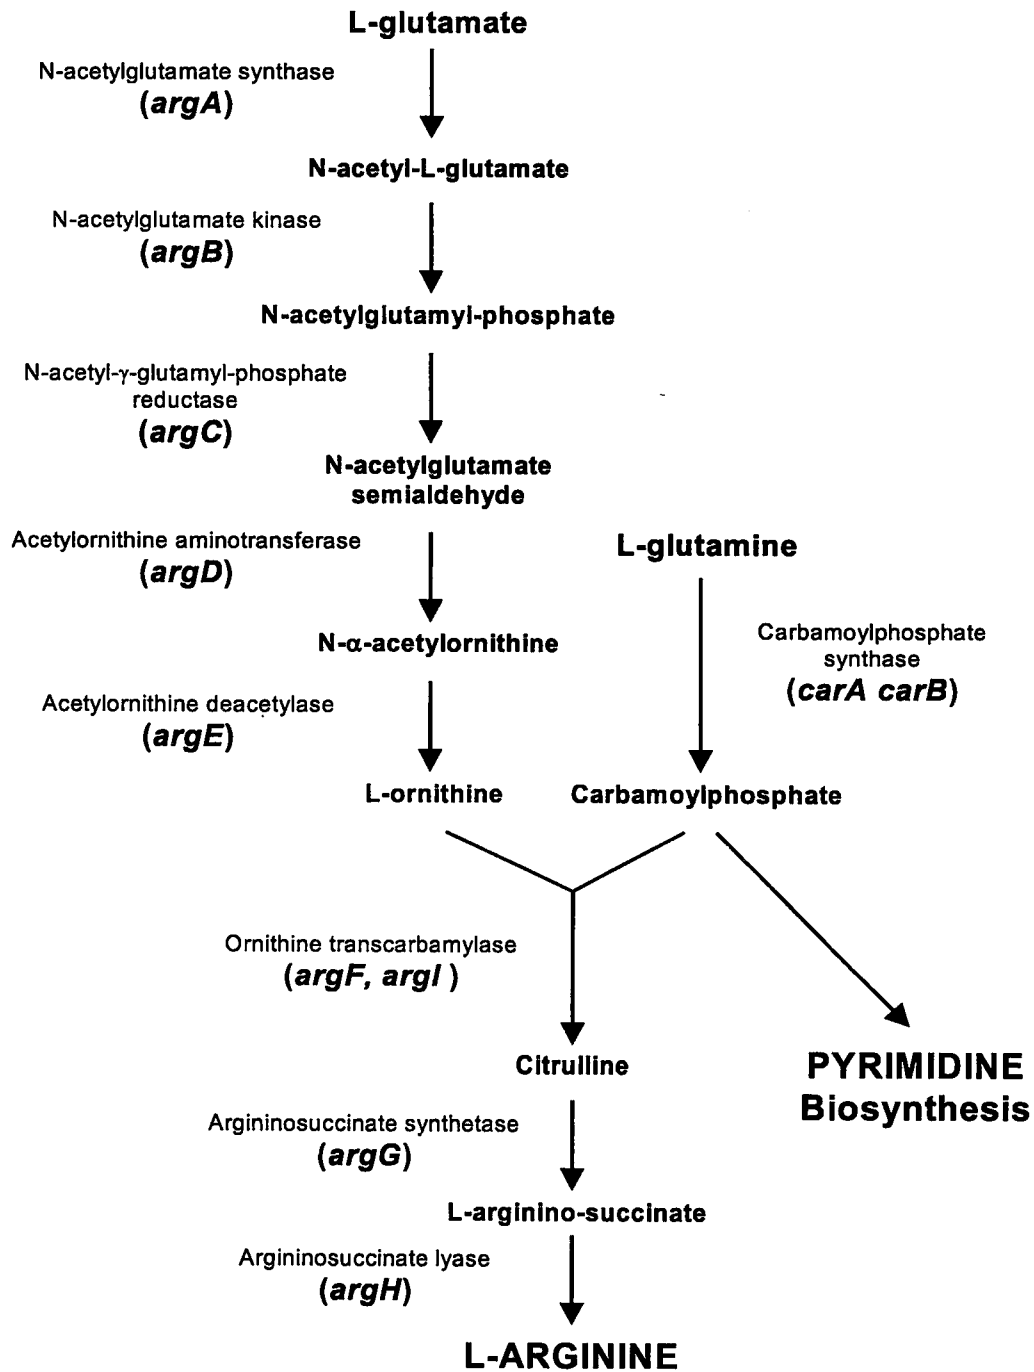 L-glutamate
N-acetylglutamate synthase
(argA)
N-acetyl-L-glutamate
N-acetylglutamate kinase
(argB)
N-acetylglutamyl-phosphate
N-acetyl-γ-glutamyl-phosphate
reductase
(argC)
N-acetylglutamate
semialdehyde
Acetylornithine aminotransferase
(argD)
L-glutamine
N-α-acetylornithine
Carbamoylphosphate
synthase
(carA carB)
Acetylornithine deacetylase
(argE)
L-ornithine
Carbamoylphosphate
Ornithine transcarbamylase
(argF, argI )
Citrulline
PYRIMIDINE
Biosynthesis
Argininosuccinate synthetase
(argG)
L-arginino-succinate
Argininosuccinate lyase
(argH)
L-ARGININE